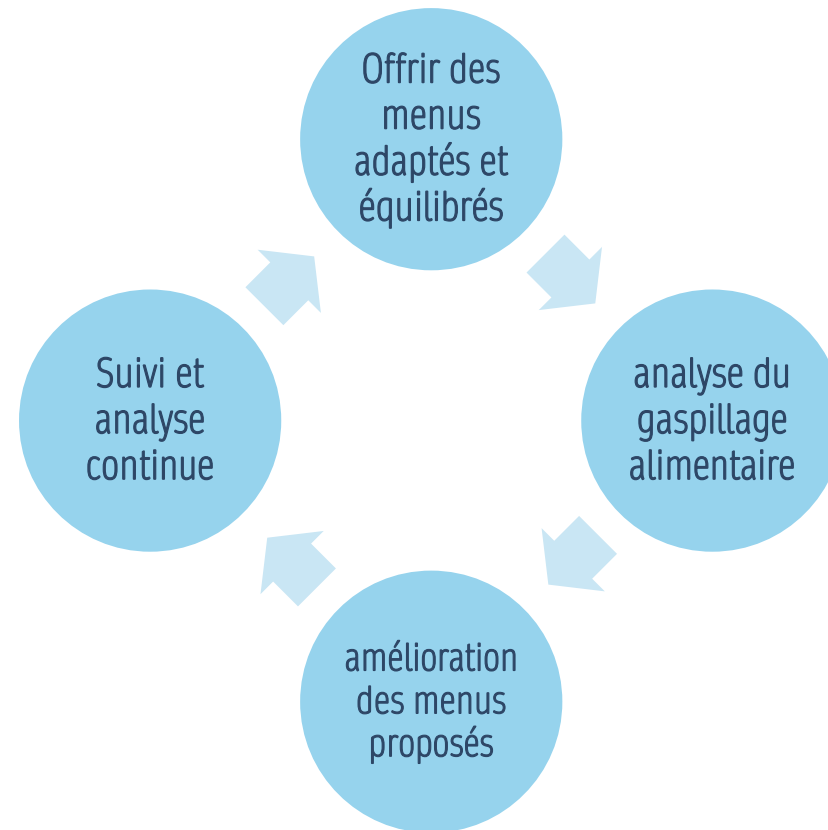 Offrir des
menus
adaptés et
équilibrés
analyse du
gaspillage
alimentaire
amélioration
des menus
proposés
Suivi et
analyse
continue